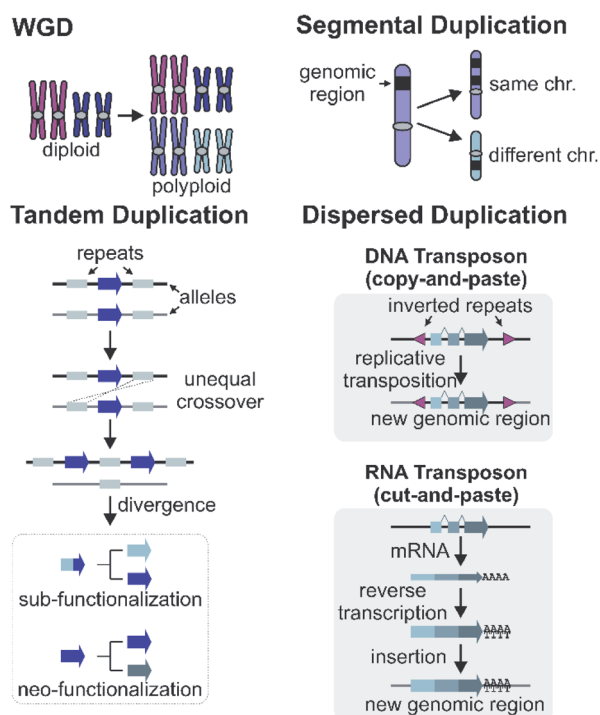 WGD
diploid
polyploid
Segmental Duplication
genomic
region
same chr.
different chr.
Tandem Duplication
repeats
alleles
unequal
crossover
divergence
sub-functionalization
neo-functionalization
Dispersed Duplication
DNA Transposon
(copy-and-paste)
inverted repeats
replicative
transposition
new genomic region
RNA Transposon
(cut-and-paste)
mRNA
AAAA
reverse
transcription
AAAA
TTTT
insertion
AAAA
TTTT
new genomic region